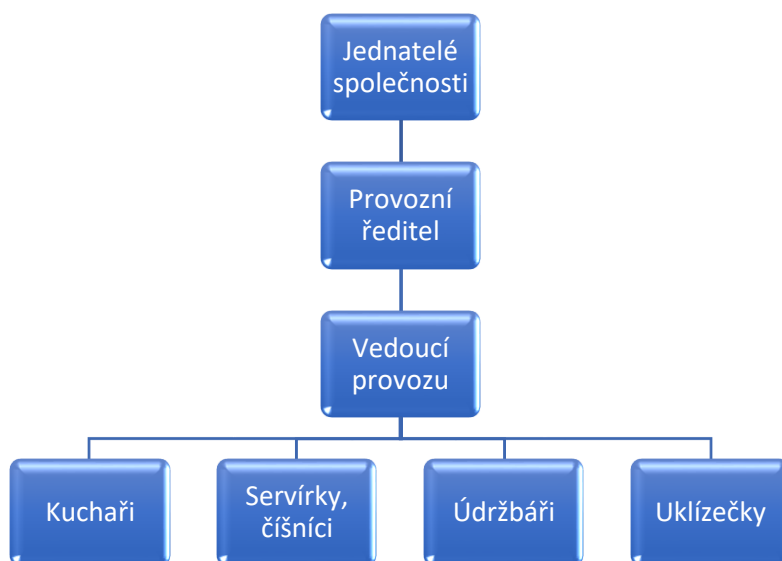 Jednatelé
společnosti
Provozní
ředitel
Vedoucí
provozu
Kuchaři
Servírky,
číšníci
Údržbáři
Uklízečky